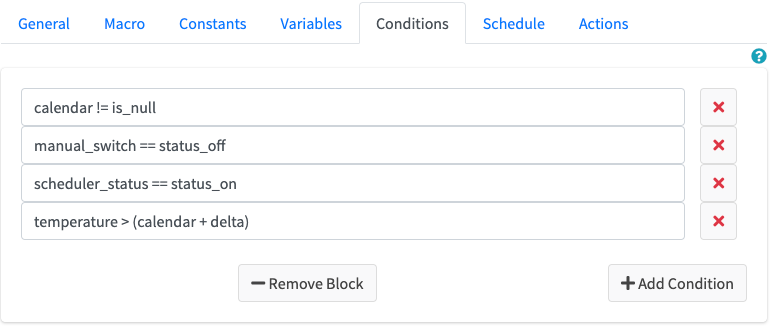 General Macro Constants Variables Conditions Schedule Actions
?
calendar != is_null
manual_switch == status_off
scheduler_status == status_on
temperature > (calendar + delta)
Remove Block Add Condition